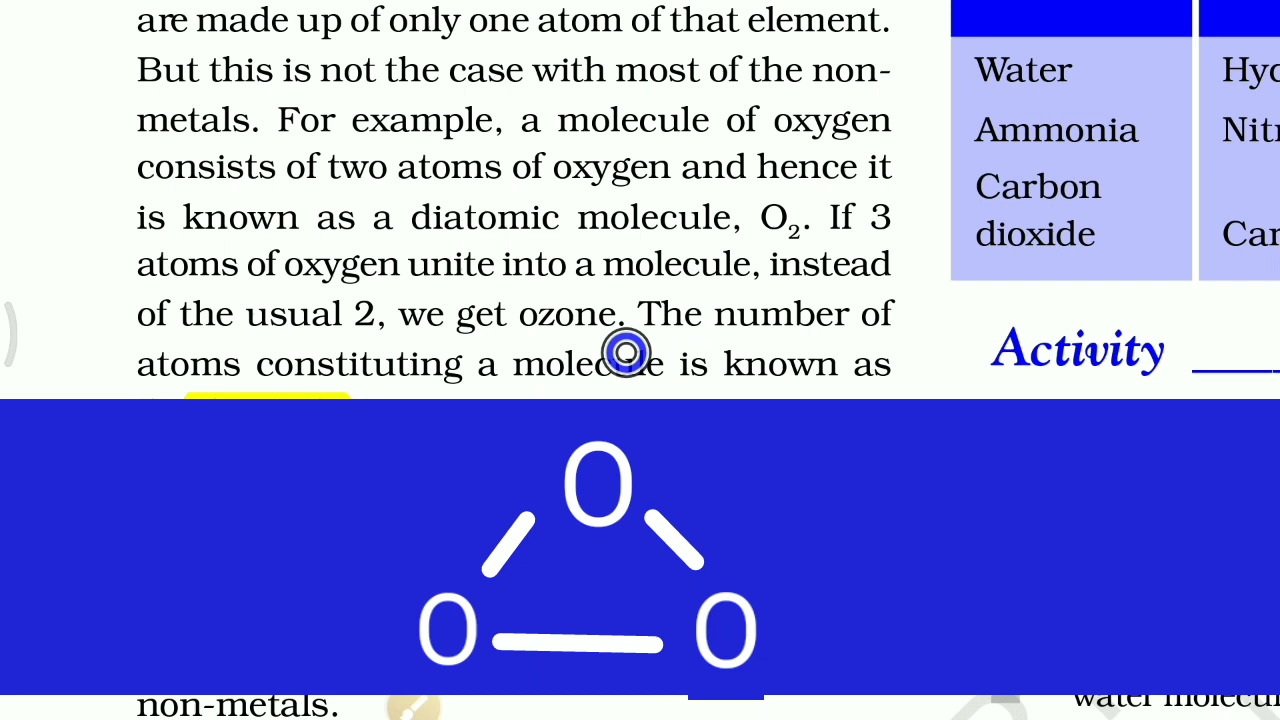 are made up of only one atom of that element.
But this is not the case with most of the non-
metals. For example, a molecule of oxygen
consists of two atoms of oxygen and hence it
is known as a diatomic molecule, O₂. If 3
atoms of oxygen unite into a molecule, instead
of the usual 2, we get ozone. The number of
atoms constituting a molecule is known as
O
O O
non-metals.
Water
Ammonia
Carbon
dioxide
Activity
water